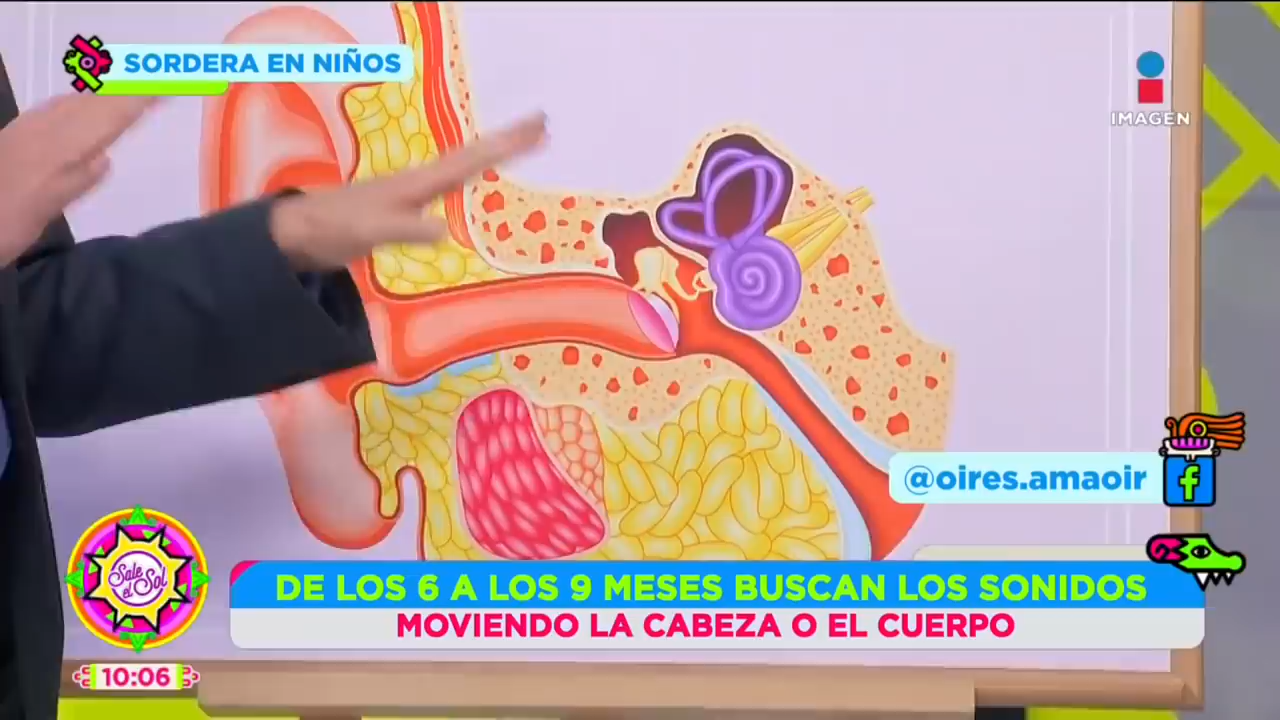 SORDERA EN NIÑOS
IMAGEN
@oires.amaoir
f
Sale
el
Sol
DE LOS 6 A LOS 9 MESES BUSCAN LOS SONIDOS
MOVIENDO LA CABEZA O EL CUERPO
10:06